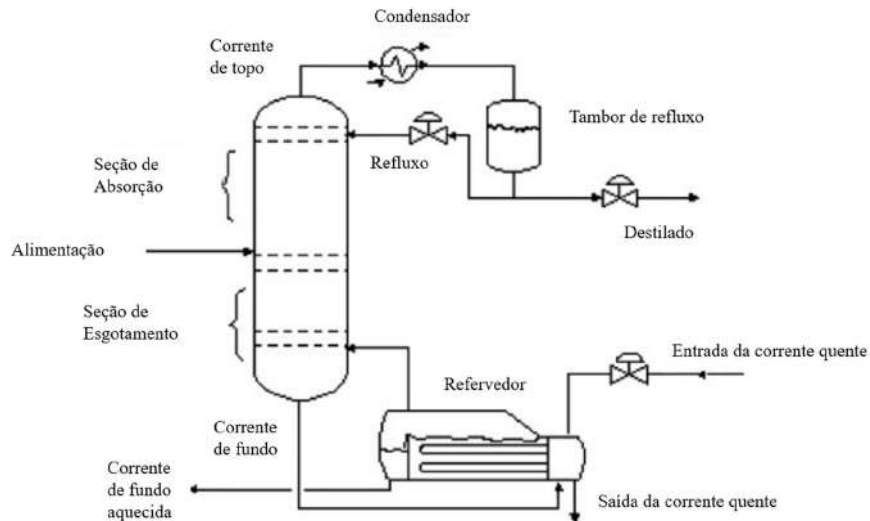 Condensador
Corrente
de topo
Tambor de refluxo
Refluxo
Seção de
Absorção
Destilado
Alimentação
Seção de
Esgotamento
Entrada da corrente quente
Refervedor
Corrente
de fundo
Corrente
de fundo
aquecida
Saída da corrente quente